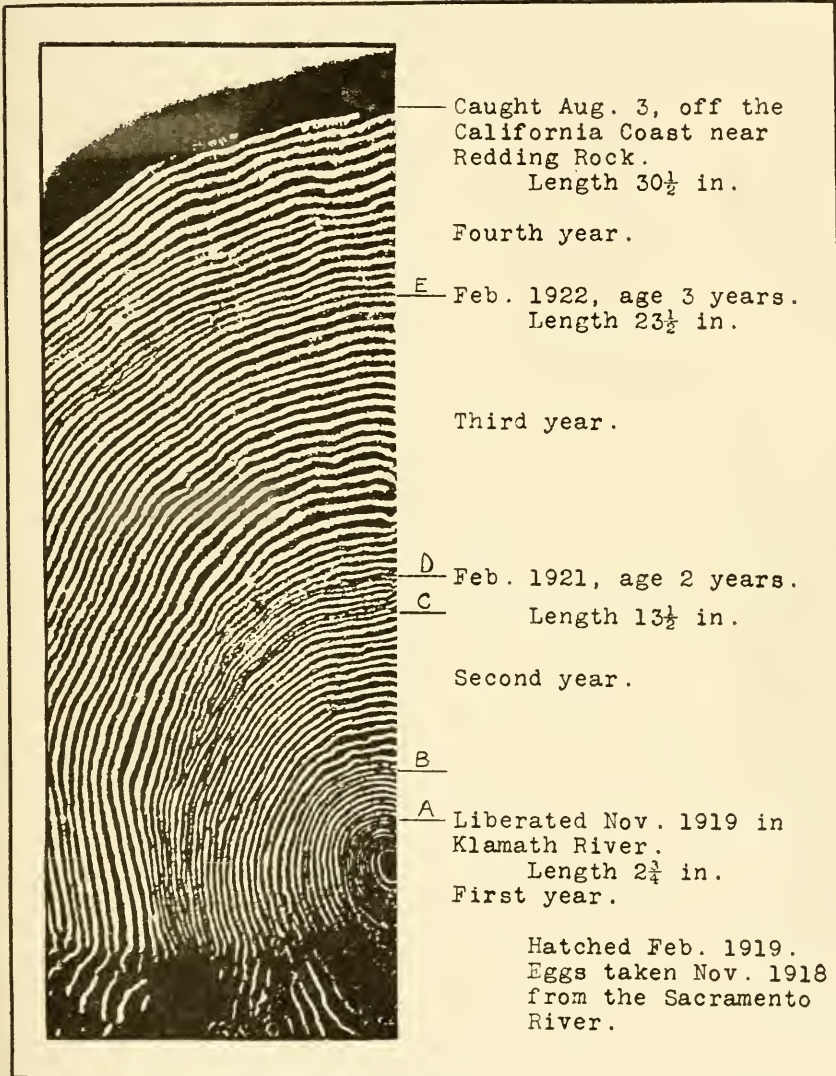 Caught Aug. 3, off the
California Coast near
Redding Rock.
Length 30½ in.
Fourth year.
E
Feb. 1922, age 3 years.
Length 23½ in.
Third year.
D
Feb. 1921, age 2 years.
C
Length 13½ in.
Second year.
B
A
Liberated Nov. 1919 in
Klamath River.
Length 2¾ in.
First year.
Hatched Feb. 1919.
Eggs taken Nov. 1918
from the Sacramento
River.